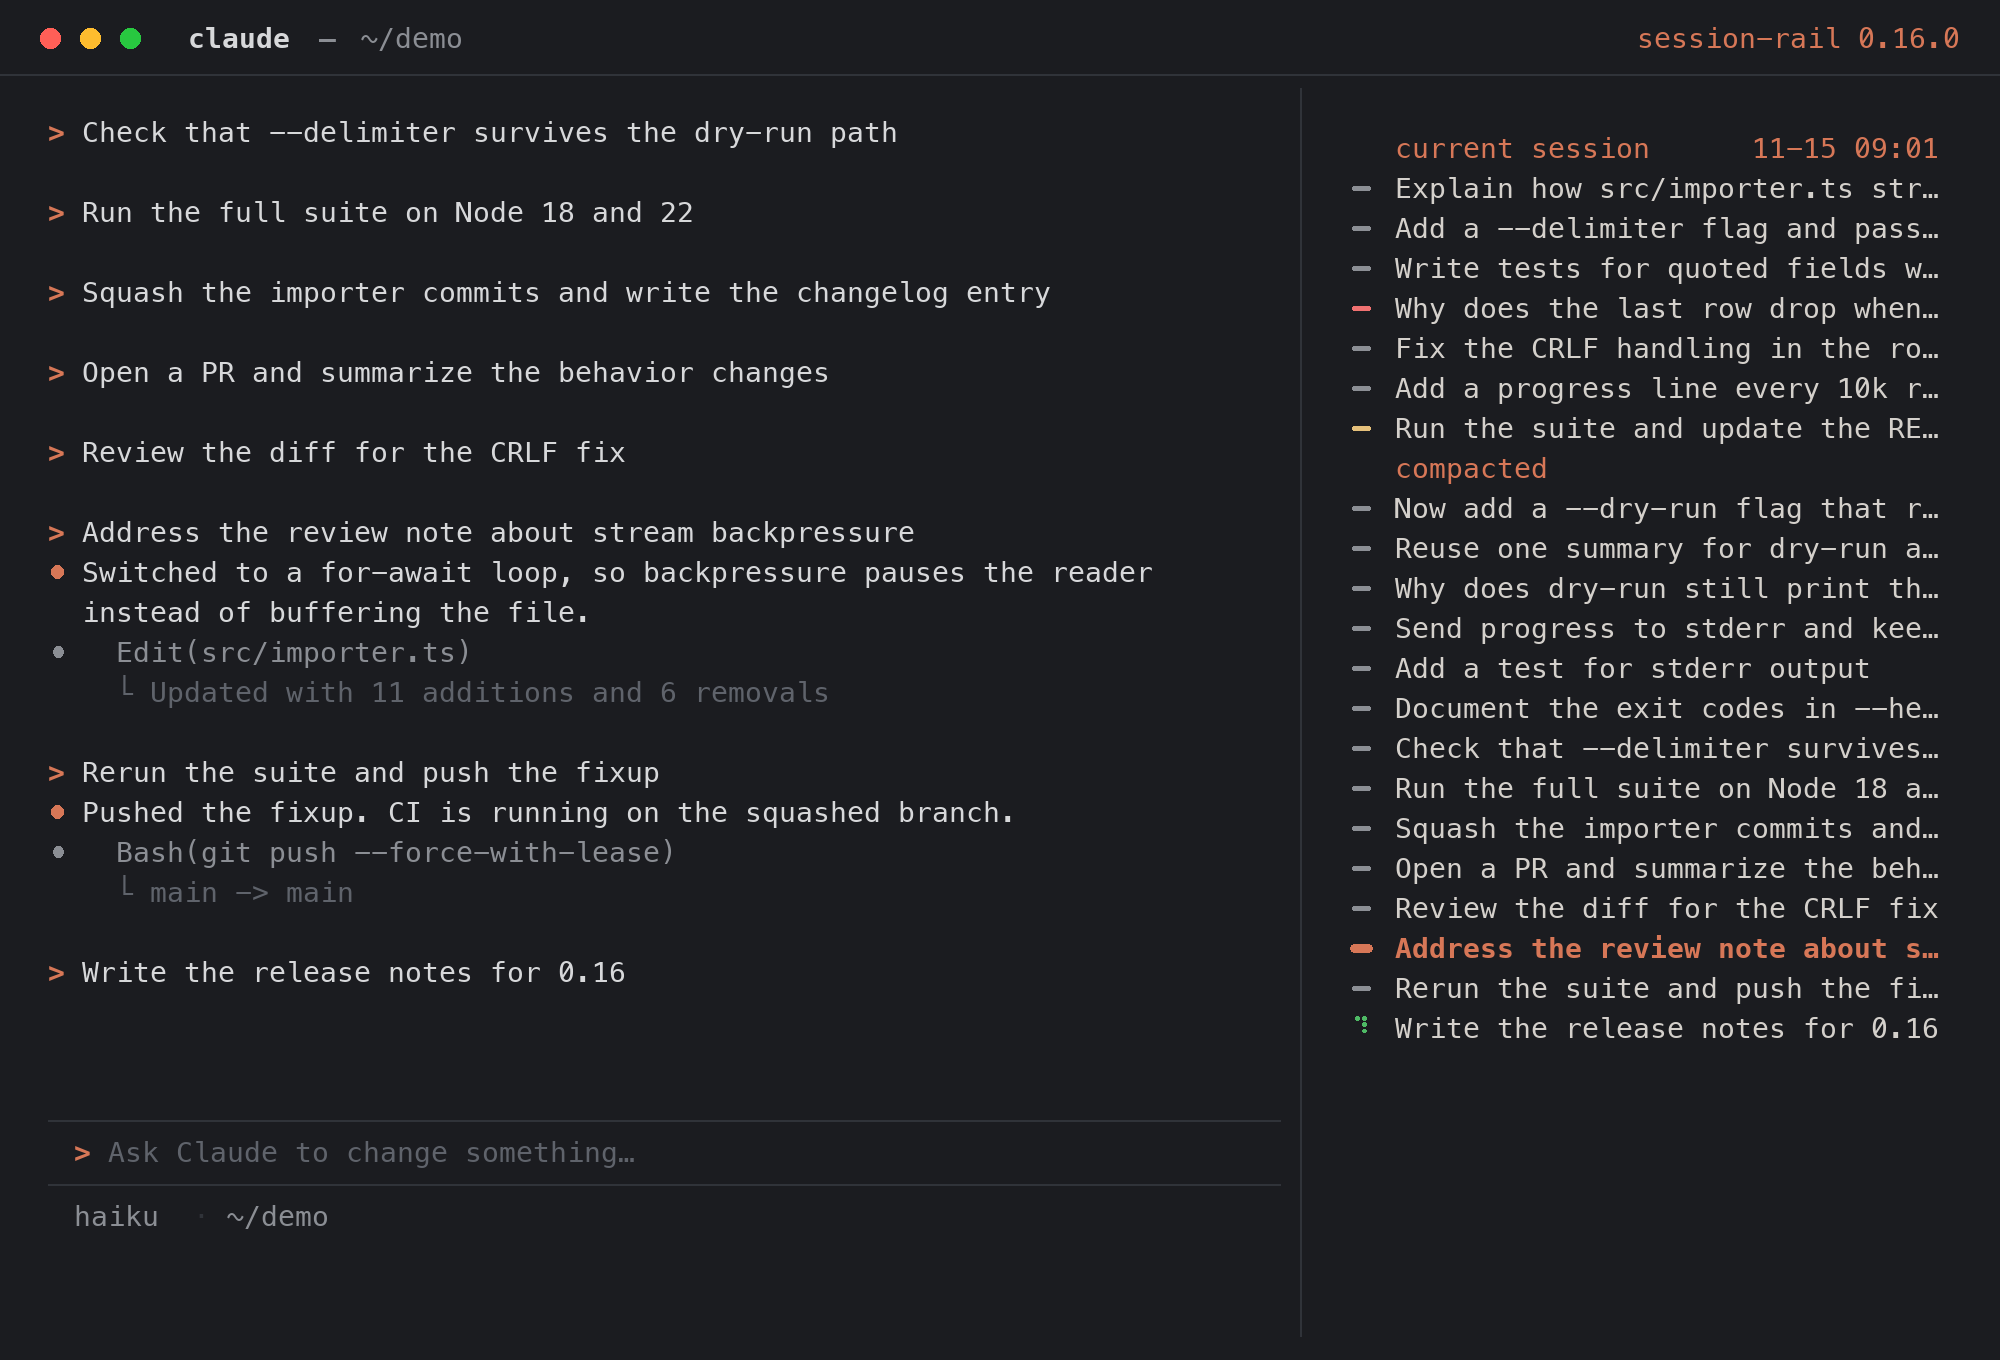 claude — ~/demo
session-rail 0.16.0
> Check that --delimiter survives the dry-run path
> Run the full suite on Node 18 and 22
> Squash the importer commits and write the changelog entry
> Open a PR and summarize the behavior changes
> Review the diff for the CRLF fix
> Address the review note about stream backpressure
● Switched to a for-await loop, so backpressure pauses the reader
instead of buffering the file.
● Edit(src/importer.ts)
└ Updated with 11 additions and 6 removals
> Rerun the suite and push the fixup
● Pushed the fixup. CI is running on the squashed branch.
● Bash(git push --force-with-lease)
└ main -> main
> Write the release notes for 0.16
> Ask Claude to change something…
haiku · ~/demo
current session 11-15 09:01
Explain how src/importer.ts str…
Add a --delimiter flag and pass…
Write tests for quoted fields w…
Why does the last row drop when…
Fix the CRLF handling in the ro…
Add a progress line every 10k r…
Run the suite and update the RE…
compacted
Now add a --dry-run flag that r…
Reuse one summary for dry-run a…
Why does dry-run still print th…
Send progress to stderr and kee…
Add a test for stderr output
Document the exit codes in --he…
Check that --delimiter survives…
Run the full suite on Node 18 a…
Squash the importer commits and…
Open a PR and summarize the beh…
Review the diff for the CRLF fix
Address the review note about s…
Rerun the suite and push the fi…
Write the release notes for 0.16